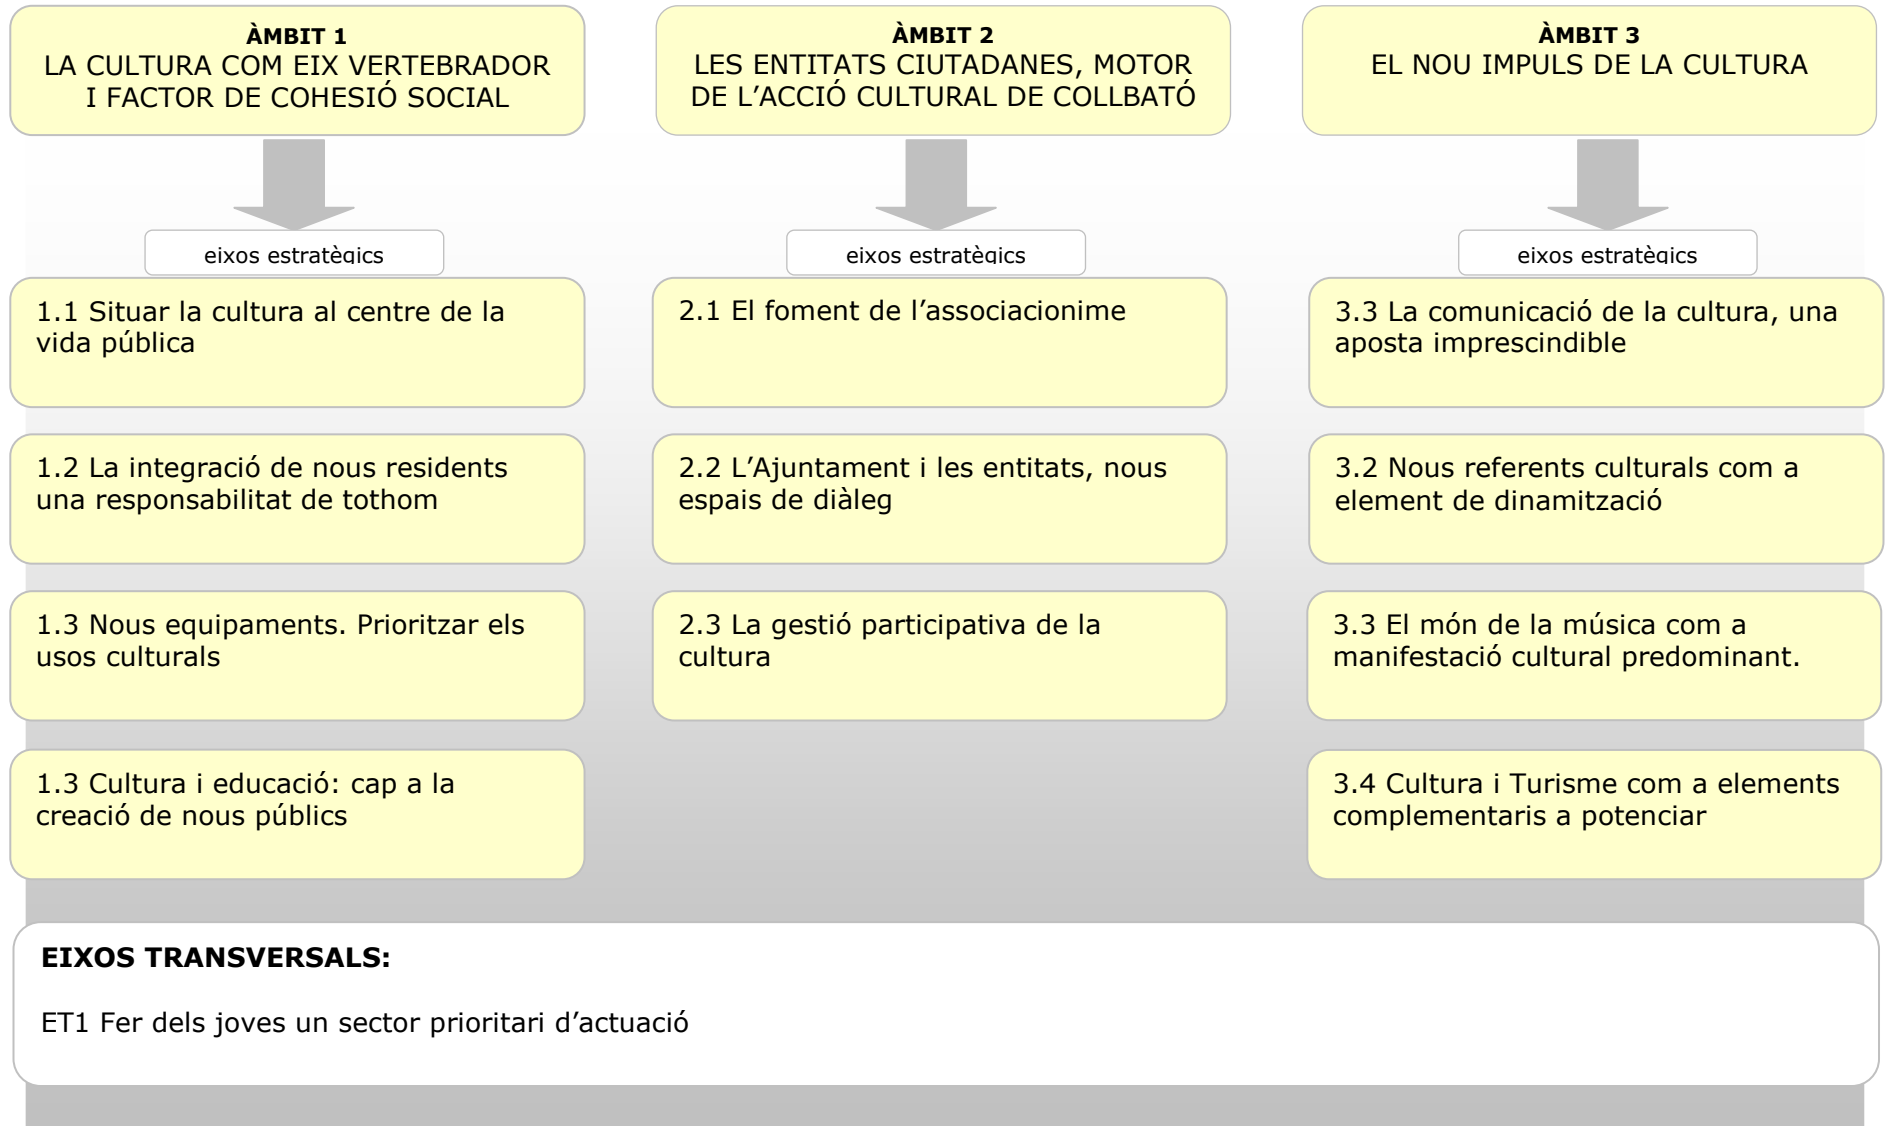 ÀMBIT 1
LA CULTURA COM EIX VERTEBRADOR
I FACTOR DE COHESIÓ SOCIAL
eixos estratègics
1.1 Situar la cultura al centre de la
vida pública
1.2 La integració de nous residents
una responsabilitat de tothom
1.3 Nous equipaments. Prioritzar els
usos culturals
1.3 Cultura i educació: cap a la
creació de nous públics
ÀMBIT 2
LES ENTITATS CIUTADANES, MOTOR
DE L’ACCIÓ CULTURAL DE COLLBATÓ
eixos estratègics
2.1 El foment de l’associacionime
2.2 L’Ajuntament i les entitats, nous
espais de diàleg
2.3 La gestió participativa de la
cultura
ÀMBIT 3
EL NOU IMPULS DE LA CULTURA
eixos estratègics
3.3 La comunicació de la cultura, una
aposta imprescindible
3.2 Nous referents culturals com a
element de dinamització
3.3 El món de la música com a
manifestació cultural predominant.
3.4 Cultura i Turisme com a elements
complementaris a potenciar
EIXOS TRANSVERSALS:
ET1 Fer dels joves un sector prioritari d’actuació